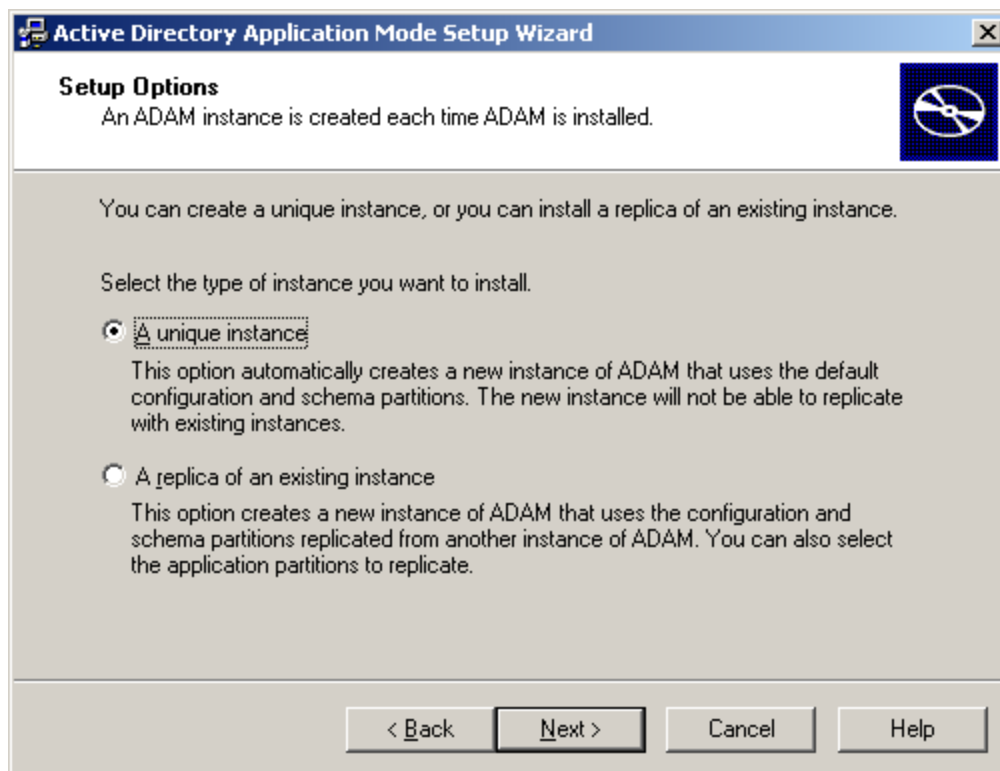 Active Directory Application Mode Setup Wizard
Setup Options
An ADAM instance is created each time ADAM is installed.
You can create a unique instance, or you can install a replica of an existing instance.
Select the type of instance you want to install.
A unique instance
This option automatically creates a new instance of ADAM that uses the default
configuration and schema partitions. The new instance will not be able to replicate
with existing instances.
A replica of an existing instance
This option creates a new instance of ADAM that uses the configuration and
schema partitions replicated from another instance of ADAM. You can also select
the application partitions to replicate.
< Back Next > Cancel Help